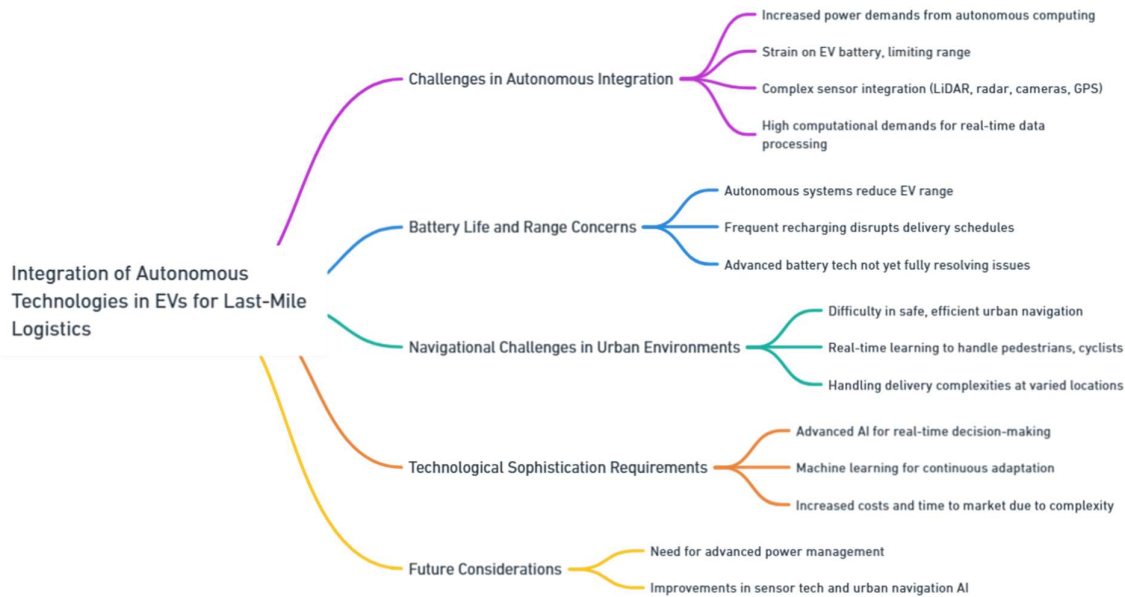 Integration of Autonomous
Technologies in EVs for Last-Mile
Logistics
Challenges in Autonomous Integration
Increased power demands from autonomous computing
Strain on EV battery, limiting range
Complex sensor integration (LiDAR, radar, cameras, GPS)
High computational demands for real-time data
processing
Battery Life and Range Concerns
Autonomous systems reduce EV range
Frequent recharging disrupts delivery schedules
Advanced battery tech not yet fully resolving issues
Navigational Challenges in Urban Environments
Difficulty in safe, efficient urban navigation
Real-time learning to handle pedestrians, cyclists
Handling delivery complexities at varied locations
Technological Sophistication Requirements
Advanced AI for real-time decision-making
Machine learning for continuous adaptation
Increased costs and time to market due to complexity
Future Considerations
Need for advanced power management
Improvements in sensor tech and urban navigation AI